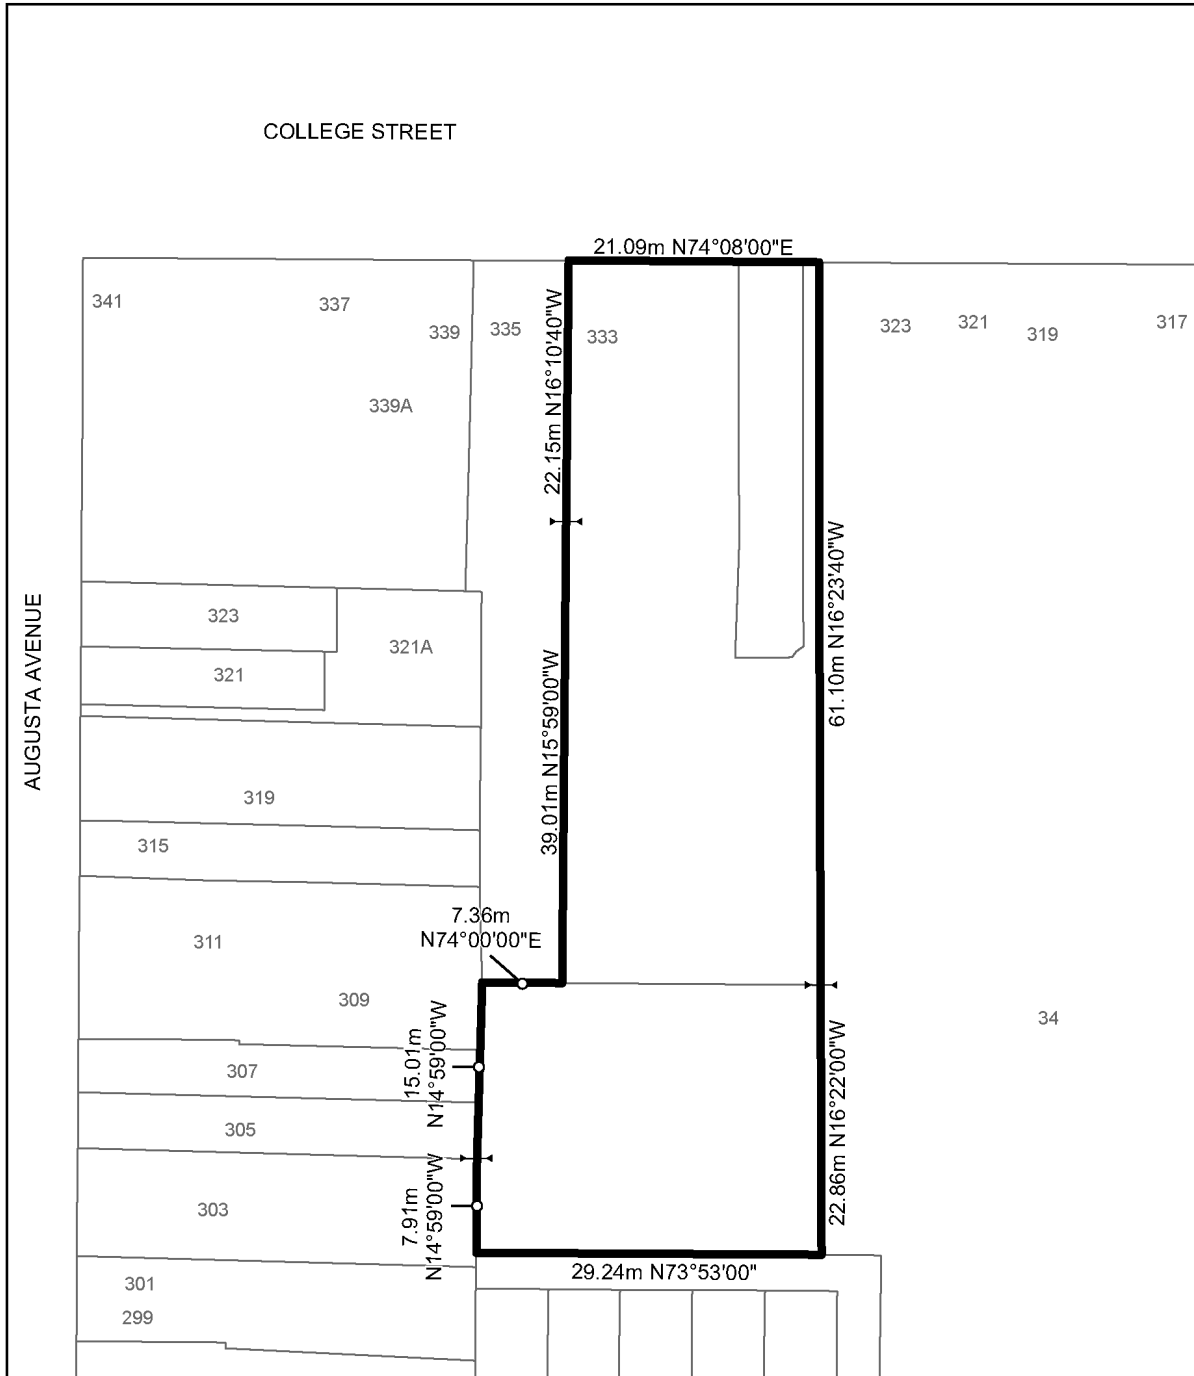 COLLEGE STREET
21.09m N74°08'00"E
341
337
339
335
333
323
321
319
317
339A
22.15m N16°10'40"W
AUGUSTA AVENUE
323
321A
321
61.10m N16°23'40"W
39.01m N15°59'00"W
319
315
7.36m
N74°00'00"E
311
309
34
15.01m
N14°59'00"W
307
305
22.86m N16°22'00"W
7.91m
N14°59'00"W
303
29.24m N73°53'00"
301
299